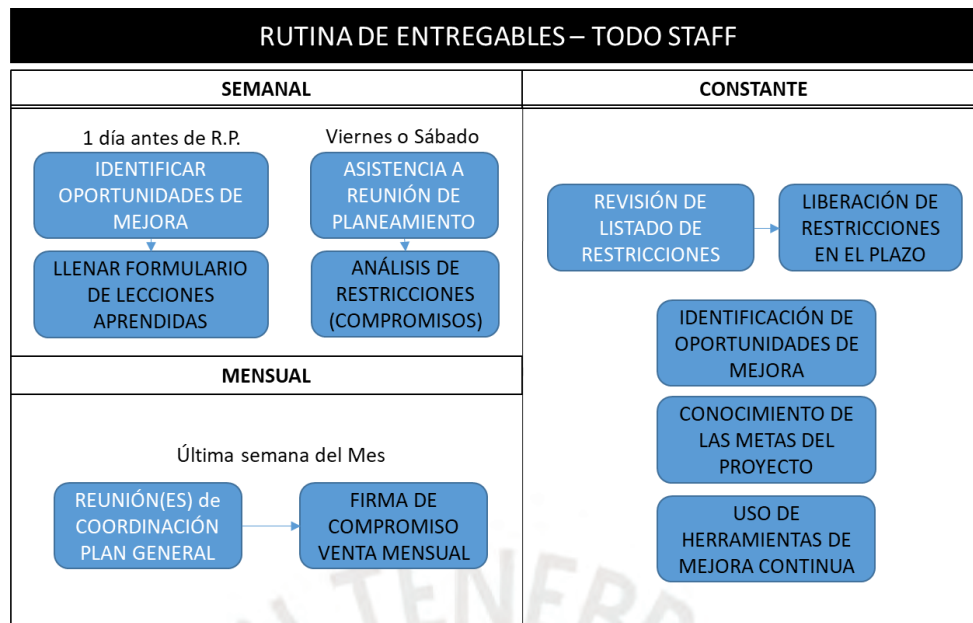 RUTINA DE ENTREGABLES – TODO STAFF
SEMANAL
1 día antes de R.P.
IDENTIFICAR
OPORTUNIDADES DE
MEJORA
LLENAR FORMULARIO
DE LECCIONES
APRENDIDAS
Viernes o Sábado
ASISTENCIA A
REUNIÓN DE
PLANEAMIENTO
ANÁLISIS DE
RESTRICCIONES
(COMPROMISOS)
MENSUAL
Última semana del Mes
REUNIÓN(ES) de
COORDINACIÓN
PLAN GENERAL
FIRMA DE
COMPROMISO
VENTA MENSUAL
CONSTANTE
REVISIÓN DE
LISTADO DE
RESTRICCIONES
LIBERACIÓN DE
RESTRICCIONES
EN EL PLAZO
IDENTIFICACIÓN DE
OPORTUNIDADES DE
MEJORA
CONOCIMIENTO DE
LAS METAS DEL
PROYECTO
USO DE
HERRAMIENTAS DE
MEJORA CONTINUA